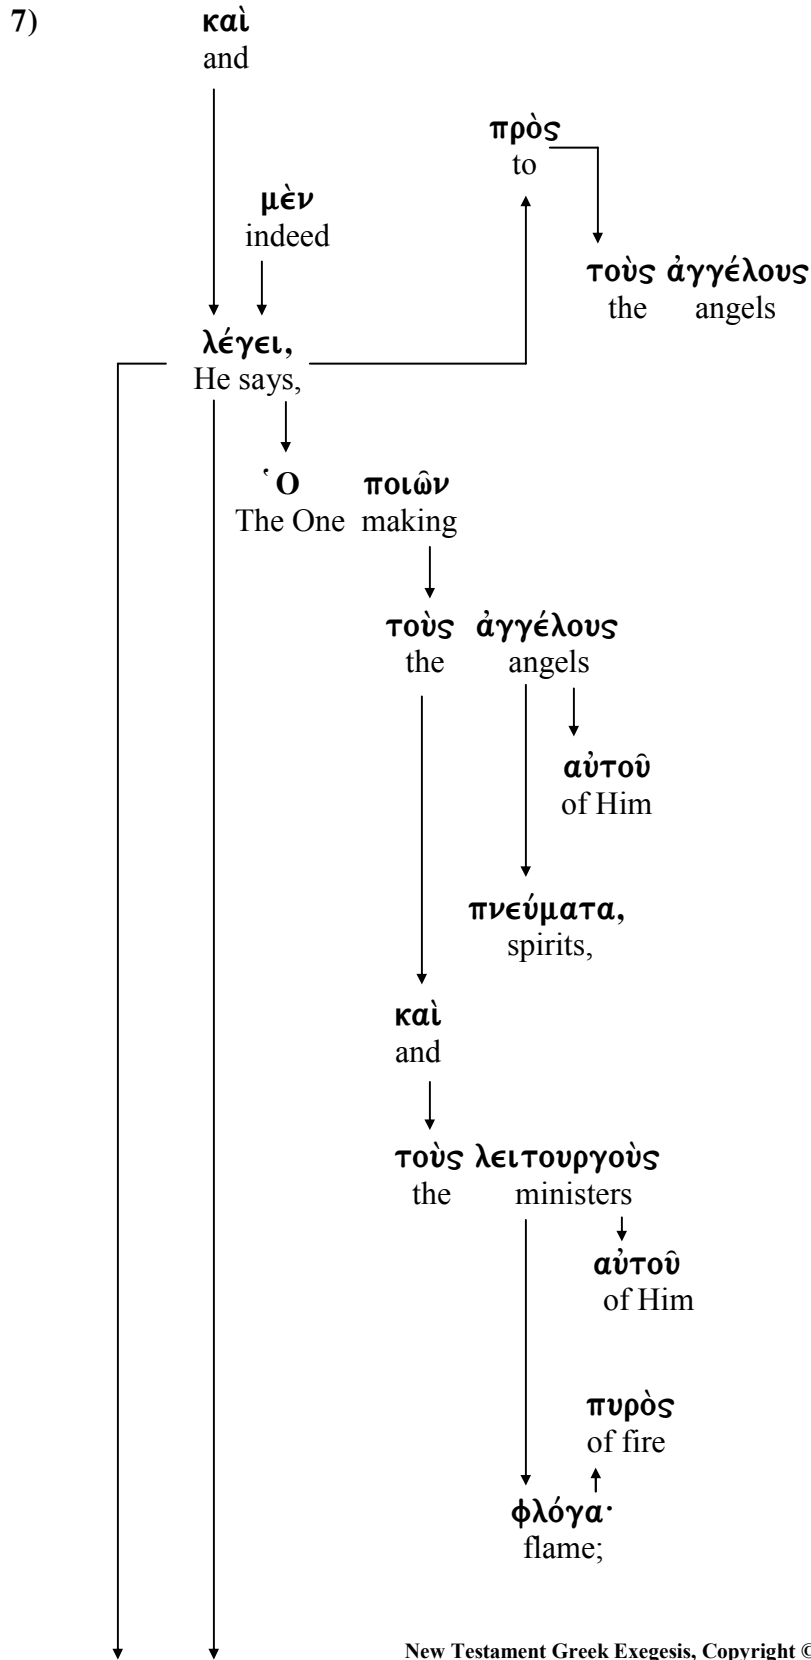 7)
καὶ
and
πρὸς
to
μὲν
indeed
τοὺς ἀγγέλους
the angels
λέγει,
He says,
Ὁ ποιῶν
The One making
τοὺς ἀγγέλους
the angels
αὐτοῦ
of Him
πνεύματα,
spirits,
καὶ
and
τοὺς λειτουργοὺς
the ministers
αὐτοῦ
of Him
πυρὸς
of fire
φλόγα·
flame;
New Testament Greek Exegesis, Copyright ©